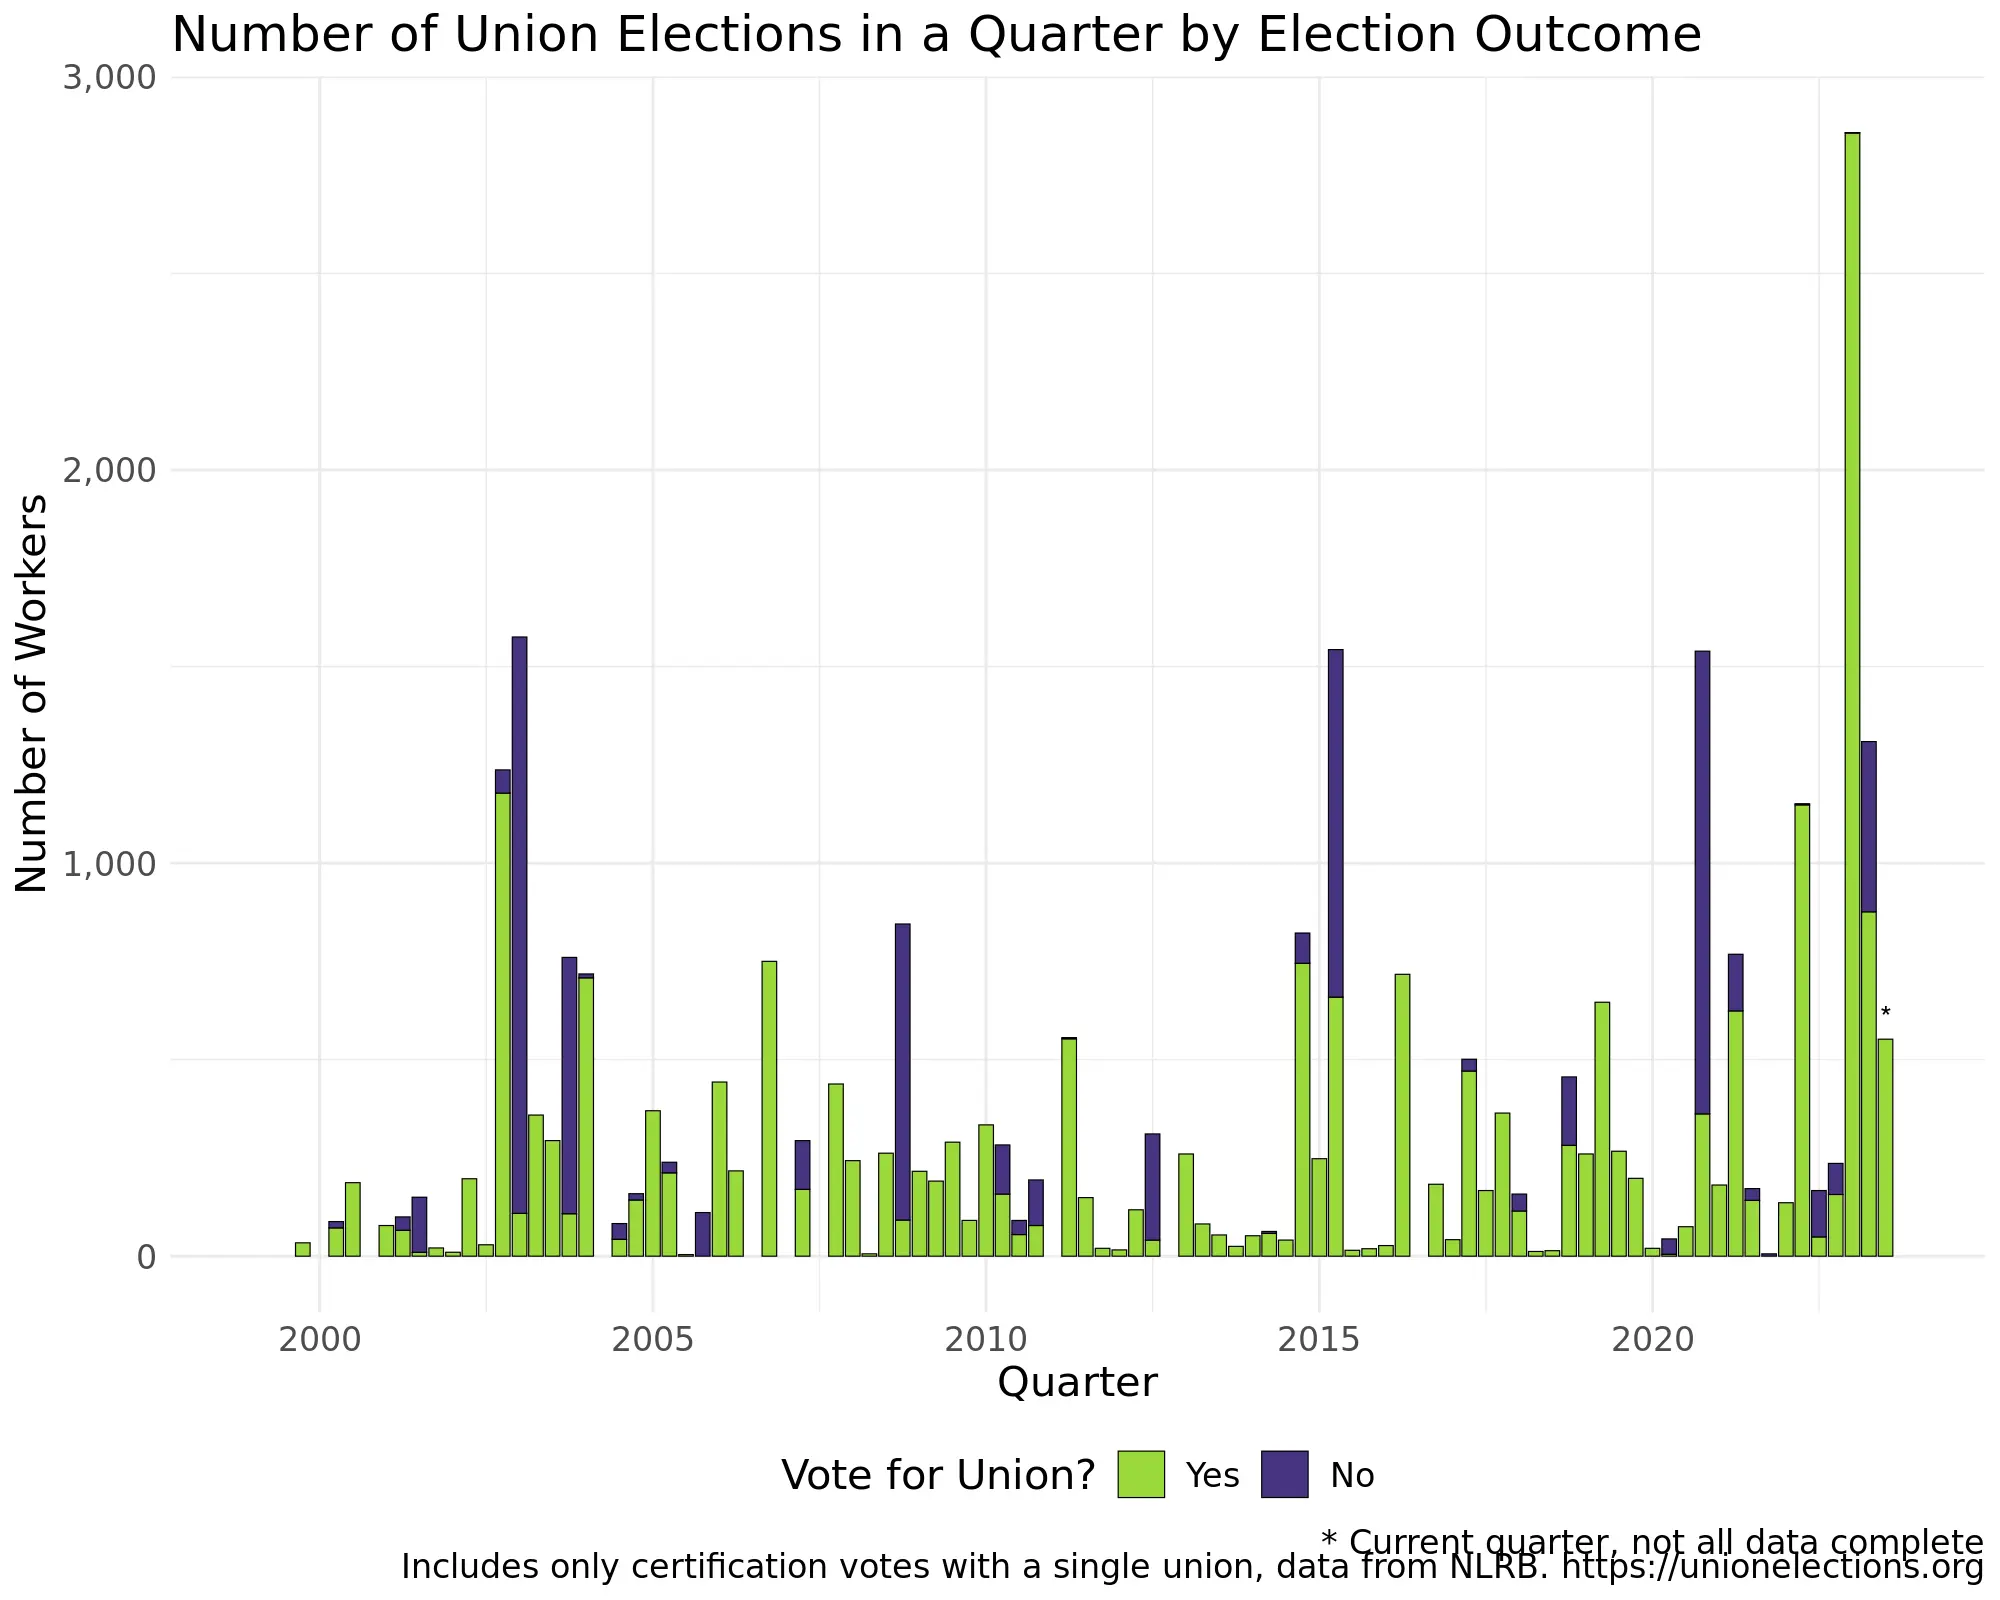 Number of Union Elections in a Quarter by Election Outcome
3,000
2,000
1,000
0
Number of Workers
2000 2005 2010 2015 2020
Quarter
*
Vote for Union? Yes No
* Current quarter, not all data complete
Includes only certification votes with a single union, data from NLRB. https://unionelections.org